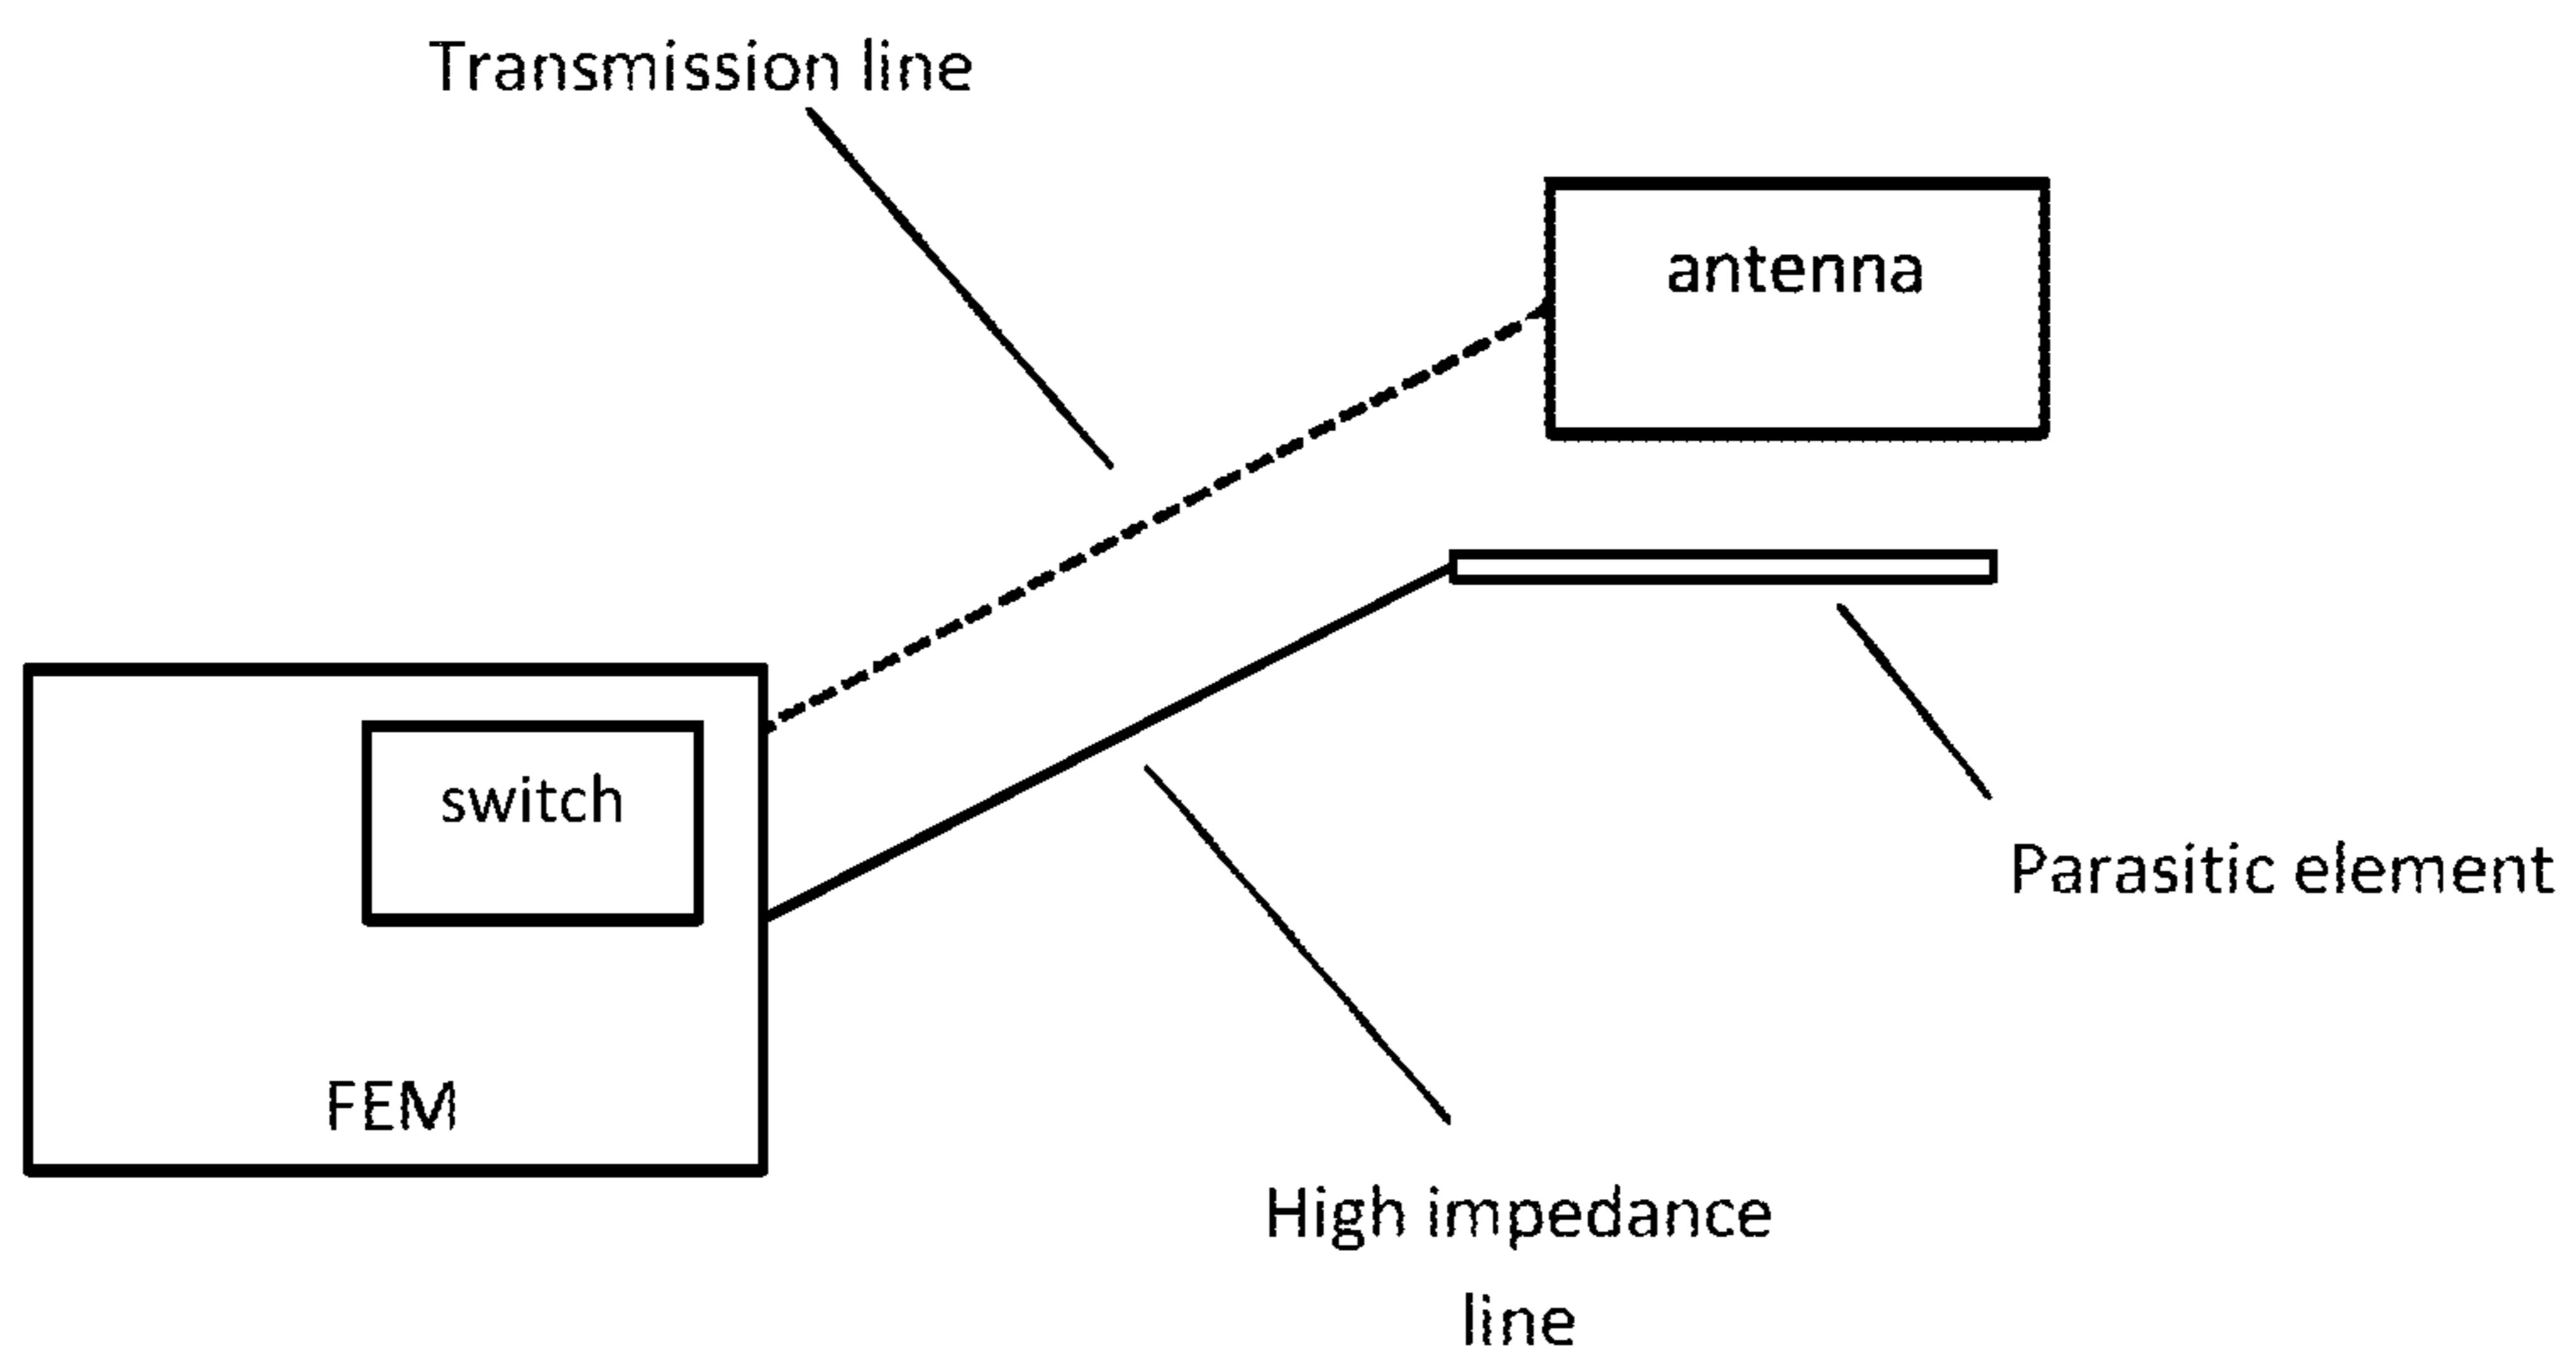 Transmission line
antenna
switch
Parasitic element
FEM
High impedance
line